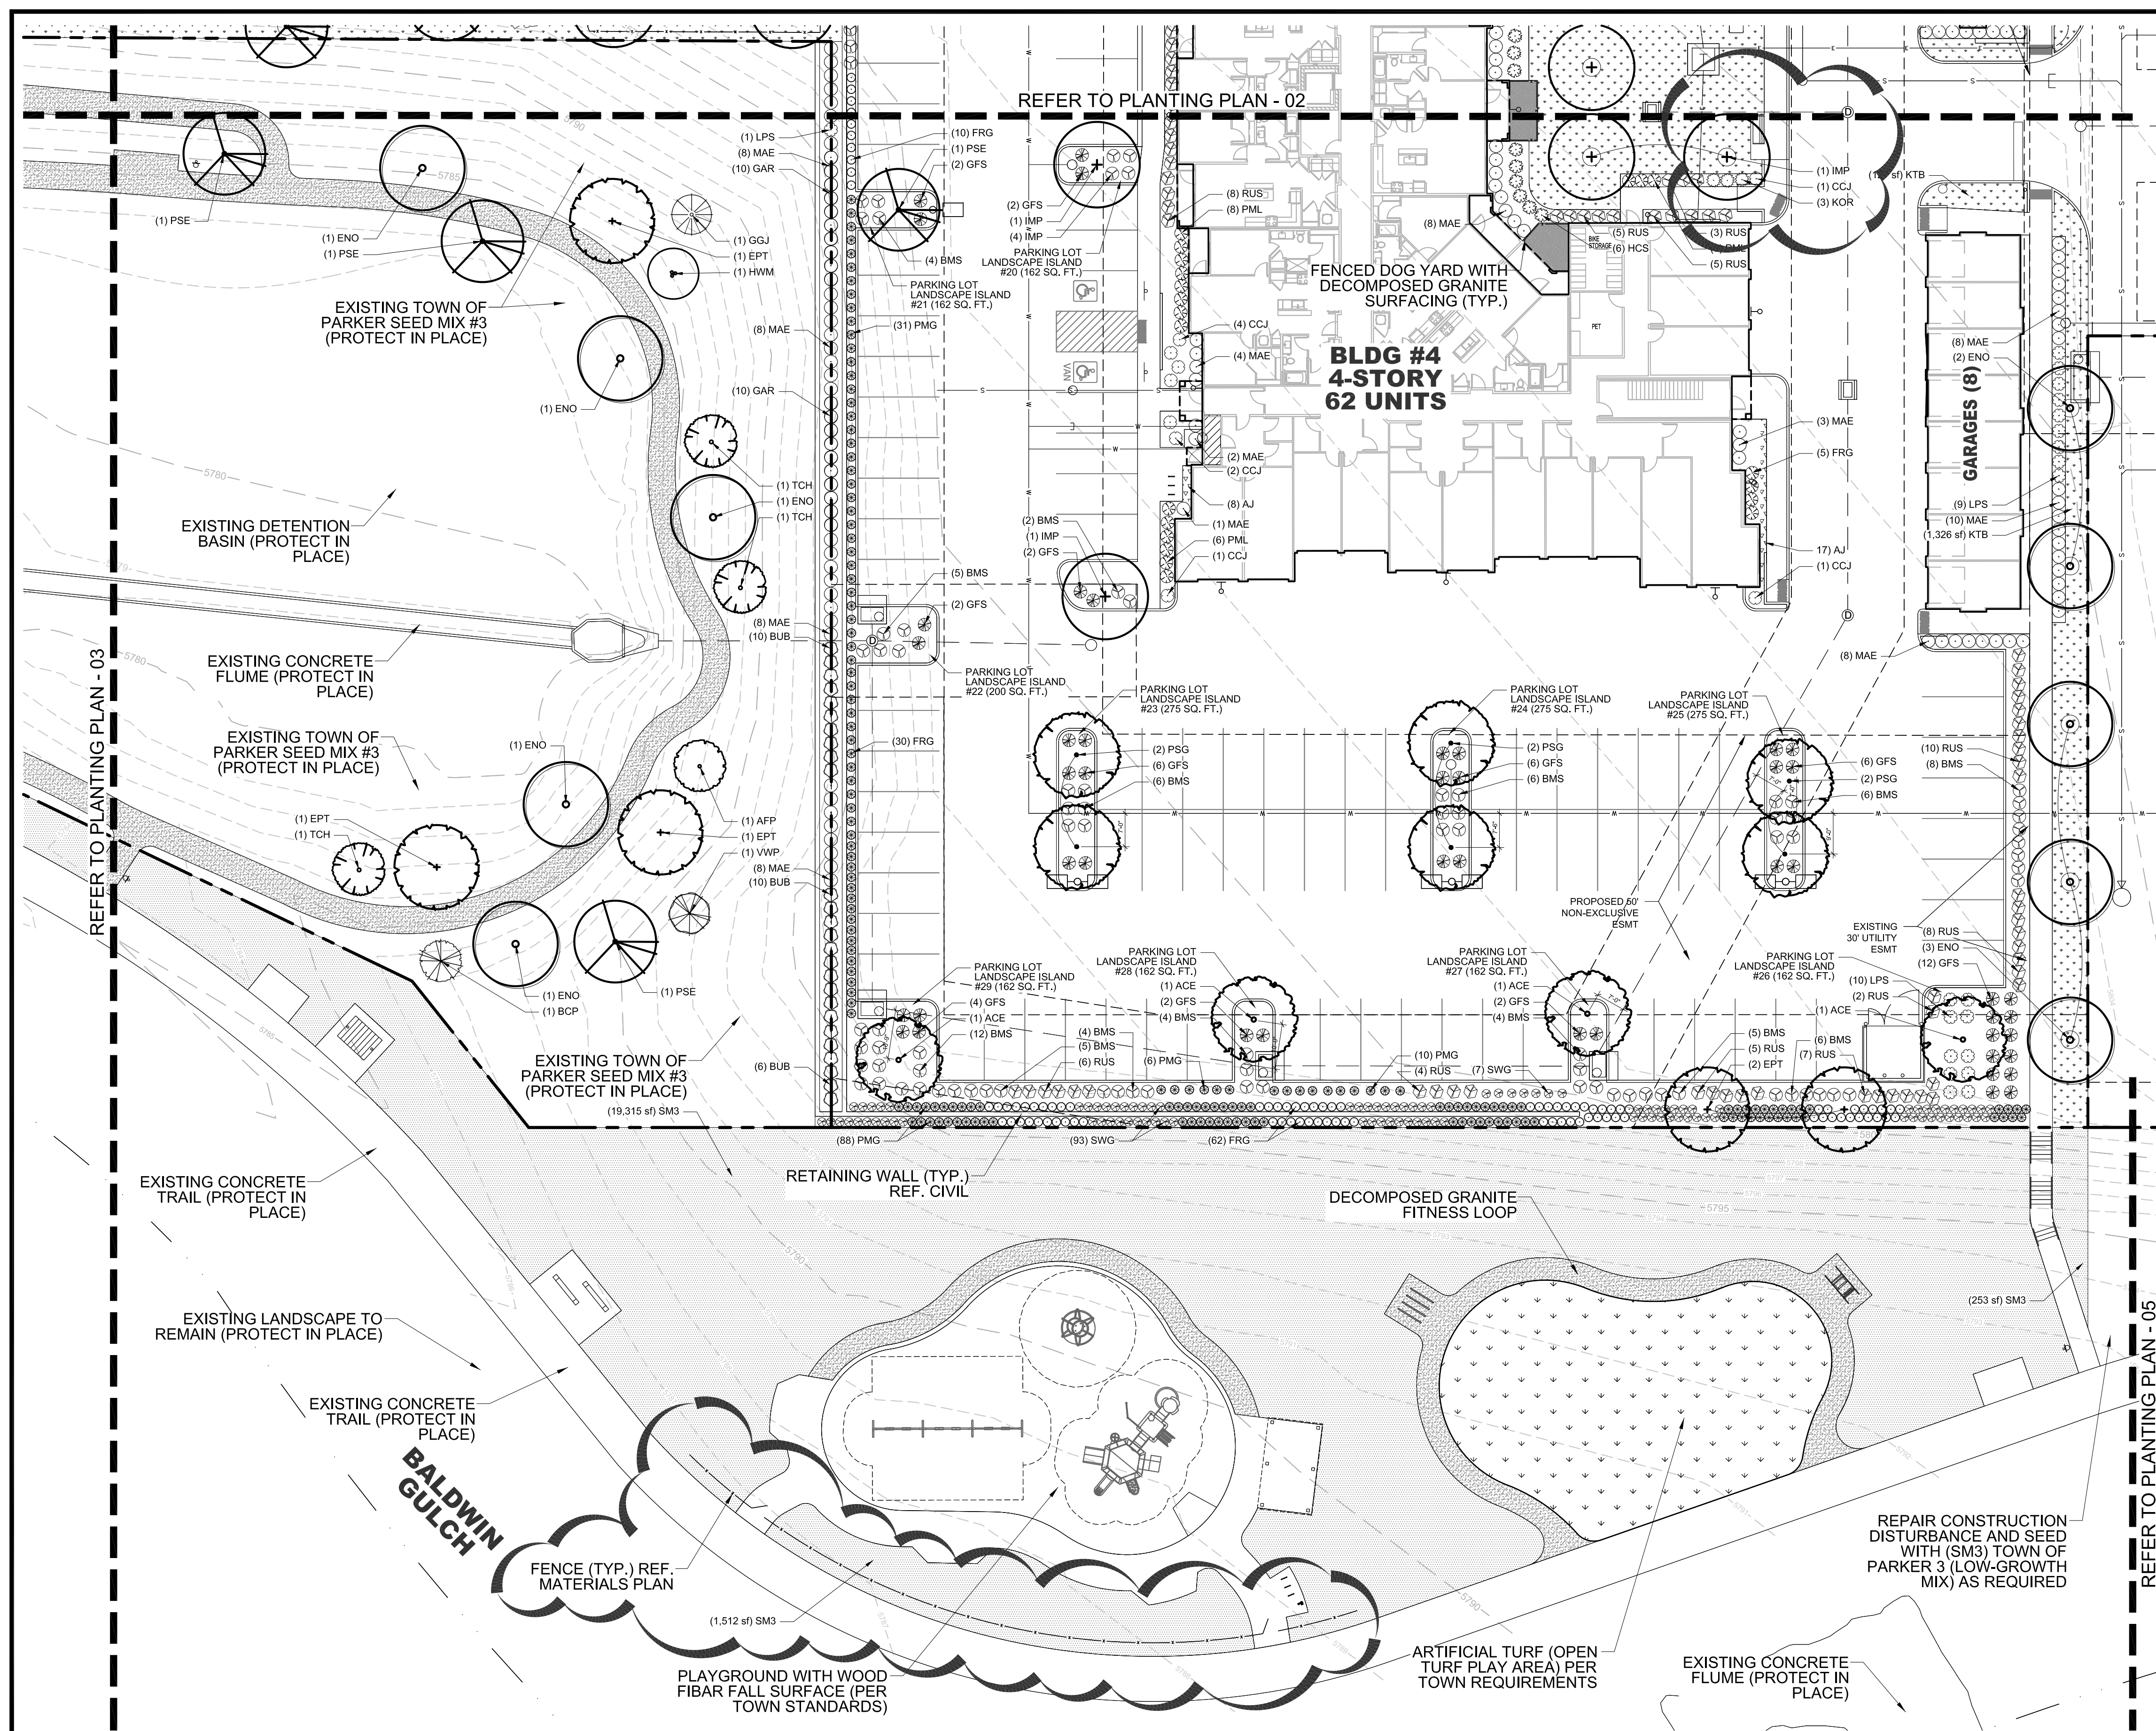 REFER TO PLANTING PLAN - 02
REFER TO PLANTING PLAN - 03
REFER TO PLANTING PLAN - 05
(1) PSE
(1) ENO
(1) PSE
(1) GGJ
(1) EPT
(1) HWM
5790
5785
EXISTING TOWN OF
PARKER SEED MIX #3
(PROTECT IN PLACE)
(1) ENO
(1) TCH
(1) ENO
(1) TCH
5780
EXISTING DETENTION
BASIN (PROTECT IN
PLACE)
EXISTING CONCRETE
FLUME (PROTECT IN
PLACE)
5780
EXISTING TOWN OF
PARKER SEED MIX #3
(PROTECT IN PLACE)
(1) ENO
(1) EPT
(1) TCH
(1) AFP
(1) EPT
(1) VWP
(8) MAE
(10) BUB
(1) ENO
(1) BCP
(1) PSE
(1) LPS
(8) MAE
(10) GAR
(8) MAE
(10) GAR
(8) MAE
(10) BUB
(6) BUB
(10) FRG
(1) PSE
(2) GFS
(4) BMS
PARKING LOT
LANDSCAPE ISLAND
#21 (162 SQ. FT.)
(31) PMG
(2) GFS
(1) IMP
(4) IMP
PARKING LOT
LANDSCAPE ISLAND
#20 (162 SQ. FT.)
VAN
(8) RUS
(8) PML
(4) CCJ
(4) MAE
(2) MAE
(2) CCJ
(8) AJ
(1) MAE
(6) PML
(1) CCJ
(2) BMS
(1) IMP
(2) GFS
(5) BMS
(2) GFS
PARKING LOT
LANDSCAPE ISLAND
#22 (200 SQ. FT.)
(30) FRG
(8) MAE
FENCED DOG YARD WITH
DECOMPOSED GRANITE
SURFACING (TYP.)
BLDG #4
4-STORY
62 UNITS
BIKE
STORAGE
PET
(5) RUS
(6) HCS
(3) RUS
(5) RUS
(1) IMP
(1) CCJ
(3) KOR
GARAGES (8)
(8) MAE
(2) ENO
(3) MAE
(5) FRG
(9) LPS
(10) MAE
(1,326 sf) KTB
17) AJ
(1) CCJ
(8) MAE
PARKING LOT
LANDSCAPE ISLAND
#23 (275 SQ. FT.)
(2) PSG
(6) GFS
(6) BMS
PARKING LOT
LANDSCAPE ISLAND
#24 (275 SQ. FT.)
(2) PSG
(6) GFS
(6) BMS
PARKING LOT
LANDSCAPE ISLAND
#25 (275 SQ. FT.)
(6) GFS
(2) PSG
(6) BMS
(10) RUS
(8) BMS
PROPOSED 50'
NON-EXCLUSIVE
ESMT
EXISTING
30' UTILITY
ESMT
(8) RUS
(3) ENO
(12) GFS
PARKING LOT
LANDSCAPE ISLAND
#29 (162 SQ. FT.)
(4) GFS
(1) ACE
(12) BMS
PARKING LOT
LANDSCAPE ISLAND
#28 (162 SQ. FT.)
(1) ACE
(2) GFS
(4) BMS
PARKING LOT
LANDSCAPE ISLAND
#27 (162 SQ. FT.)
(1) ACE
(2) GFS
(4) BMS
PARKING LOT
LANDSCAPE ISLAND
#26 (162 SQ. FT.)
(10) LPS
(2) RUS
(1) ACE
(4) BMS
(5) BMS
(6) RUS
(6) PMG
(10) PMG
(4) RUS
(7) SWG
(5) BMS
(5) RUS
(2) EPT
(6) BMS
(7) RUS
(88) PMG
(93) SWG
(62) FRG
EXISTING TOWN OF
PARKER SEED MIX #3
(PROTECT IN PLACE)
(19,315 sf) SM3
RETAINING WALL (TYP.)
REF. CIVIL
DECOMPOSED GRANITE
FITNESS LOOP
5795
5790
5785
EXISTING CONCRETE
TRAIL (PROTECT IN
PLACE)
EXISTING LANDSCAPE TO
REMAIN (PROTECT IN PLACE)
EXISTING CONCRETE
TRAIL (PROTECT IN
PLACE)
BALDWIN
GULCH
FENCE (TYP.) REF.
MATERIALS PLAN
(1,512 sf) SM3
PLAYGROUND WITH WOOD
FIBAR FALL SURFACE (PER
TOWN STANDARDS)
5790
ARTIFICIAL TURF (OPEN
TURF PLAY AREA) PER
TOWN REQUIREMENTS
(253 sf) SM3
REPAIR CONSTRUCTION
DISTURBANCE AND SEED
WITH (SM3) TOWN OF
PARKER 3 (LOW-GROWTH
MIX) AS REQUIRED
EXISTING CONCRETE
FLUME (PROTECT IN
PLACE)